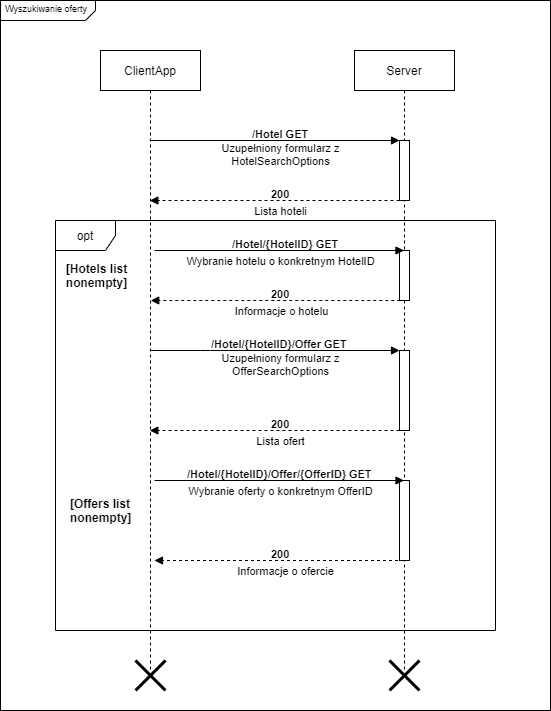 Wyszukiwanie oferty
ClientApp
Server
/Hotel GET
Uzupełniony formularz z
HotelSearchOptions
200
Lista hoteli
opt
/Hotel/{HotelID} GET
Wybranie hotelu o konkretnym HotelID
[Hotels list
nonempty]
200
Informacje o hotelu
/Hotel/{HotelID}/Offer GET
Uzupełniony formularz z
OfferSearchOptions
200
Lista ofert
/Hotel/{HotelID}/Offer/{OfferID} GET
Wybranie oferty o konkretnym OfferID
[Offers list
nonempty]
200
Informacje o ofercie